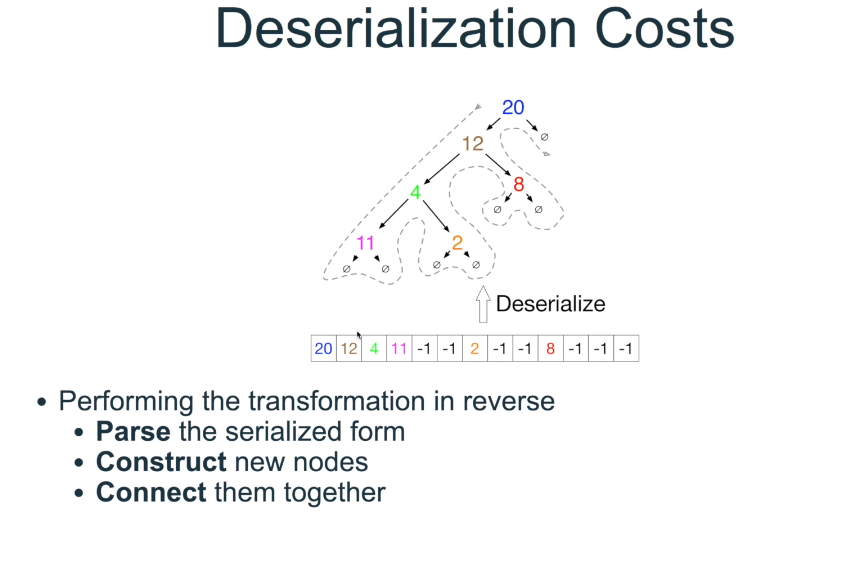 Deserialization Costs
20
∅
12
4
8
∅ ∅
11
2
∅ ∅
∅ ∅
Deserialize
20 12 4 11 -1 -1 2 -1 -1 8 -1 -1 -1
• Performing the transformation in reverse
• Parse the serialized form
• Construct new nodes
• Connect them together